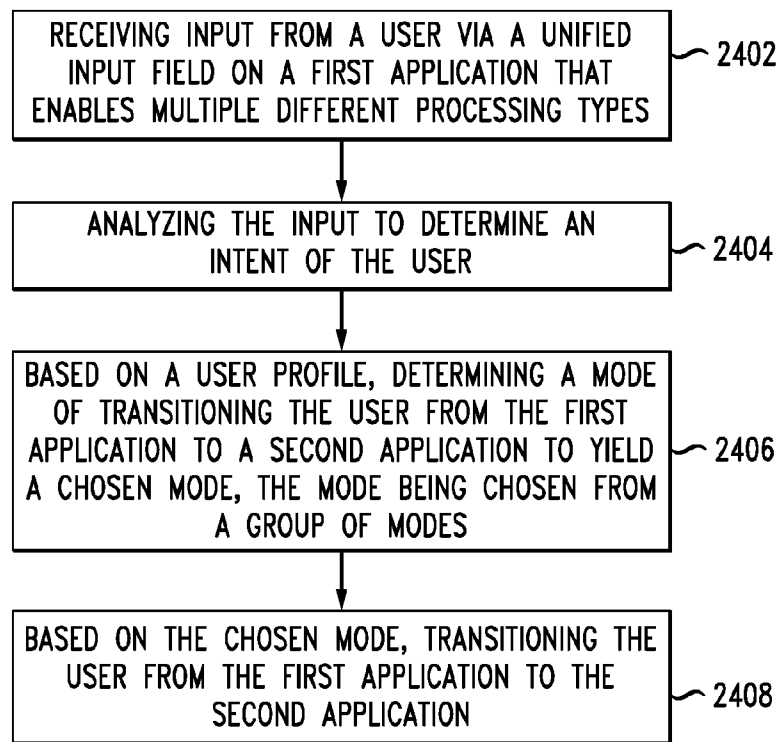 RECEIVING INPUT FROM A USER VIA A UNIFIED
INPUT FIELD ON A FIRST APPLICATION THAT
ENABLES MULTIPLE DIFFERENT PROCESSING TYPES
2402
ANALYZING THE INPUT TO DETERMINE AN
INTENT OF THE USER
2404
BASED ON A USER PROFILE, DETERMINING A MODE
OF TRANSITIONING THE USER FROM THE FIRST
APPLICATION TO A SECOND APPLICATION TO YIELD
A CHOSEN MODE, THE MODE BEING CHOSEN FROM
A GROUP OF MODES
2406
BASED ON THE CHOSEN MODE, TRANSITIONING THE
USER FROM THE FIRST APPLICATION TO THE
SECOND APPLICATION
2408